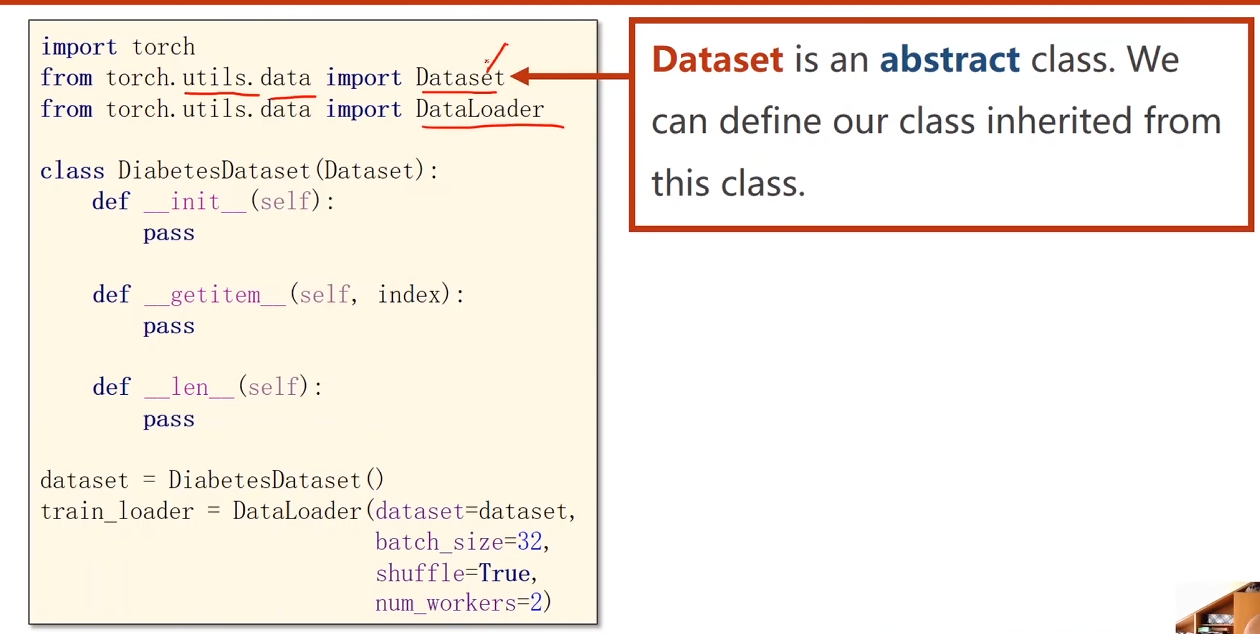 import torch
from torch.utils.data import Dataset
from torch.utils.data import DataLoader
class DiabetesDataset(Dataset):
    def __init__(self):
        pass
    def __getitem__(self, index):
        pass
    def __len__(self):
        pass
dataset = DiabetesDataset()
train_loader = DataLoader(dataset=dataset,
                          batch_size=32,
                          shuffle=True,
                          num_workers=2)
Dataset is an abstract class. We
can define our class inherited from
this class.